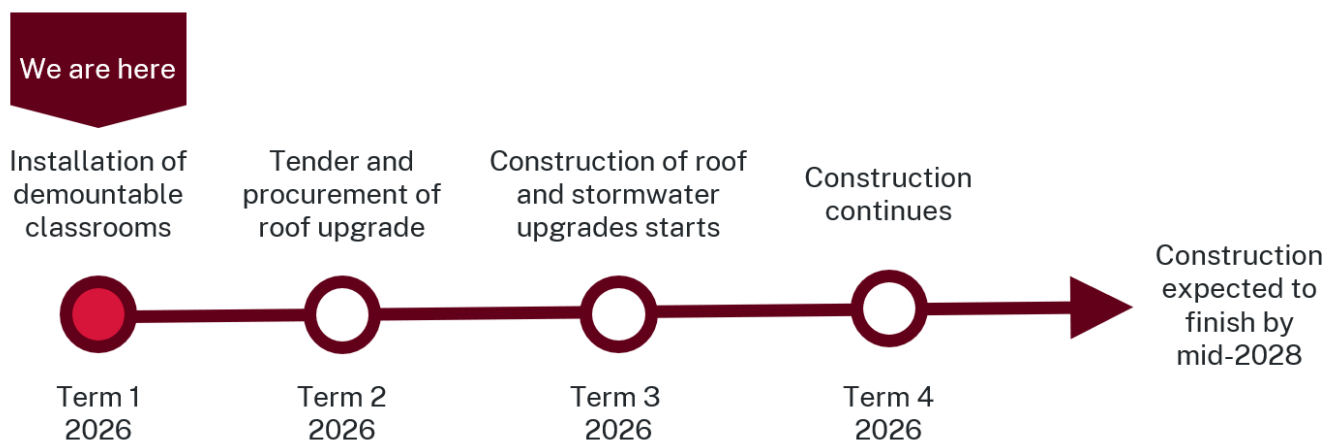 We are here
Installation of
demountable
classrooms
Tender and
procurement of
roof upgrade
Construction of roof
and stormwater
upgrades starts
Construction
continues
Construction
expected to
finish by
mid-2028
Term 1
2026
Term 2
2026
Term 3
2026
Term 4
2026